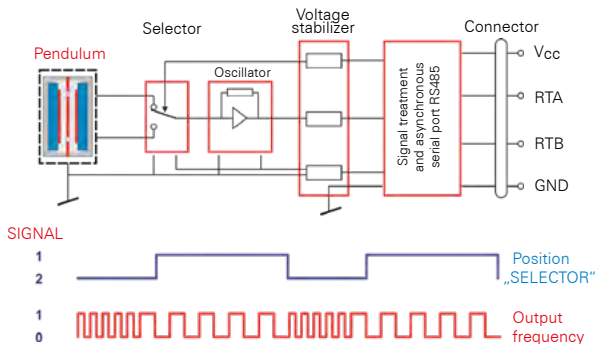 Pendulum
Selector
Oscillator
Voltage
stabilizer
Signal treatment
and asynchronous
serial port RS485
Connector
Vcc
RTA
RTB
GND
SIGNAL
1
2
Position
„SELECTOR“
1
0
Output
frequency